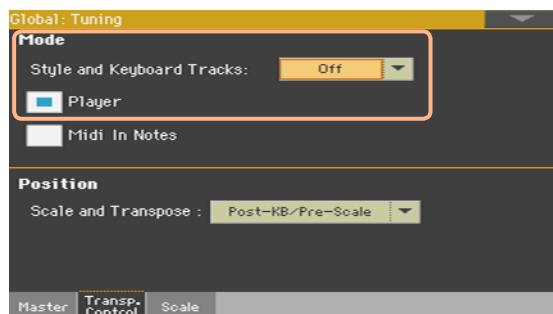 Global: Tuning
Mode
Style and Keyboard Tracks: Off
Player
Midi In Notes
Position
Scale and Transpose : Post-KB/Pre-Scale
Master Transp. Control Scale